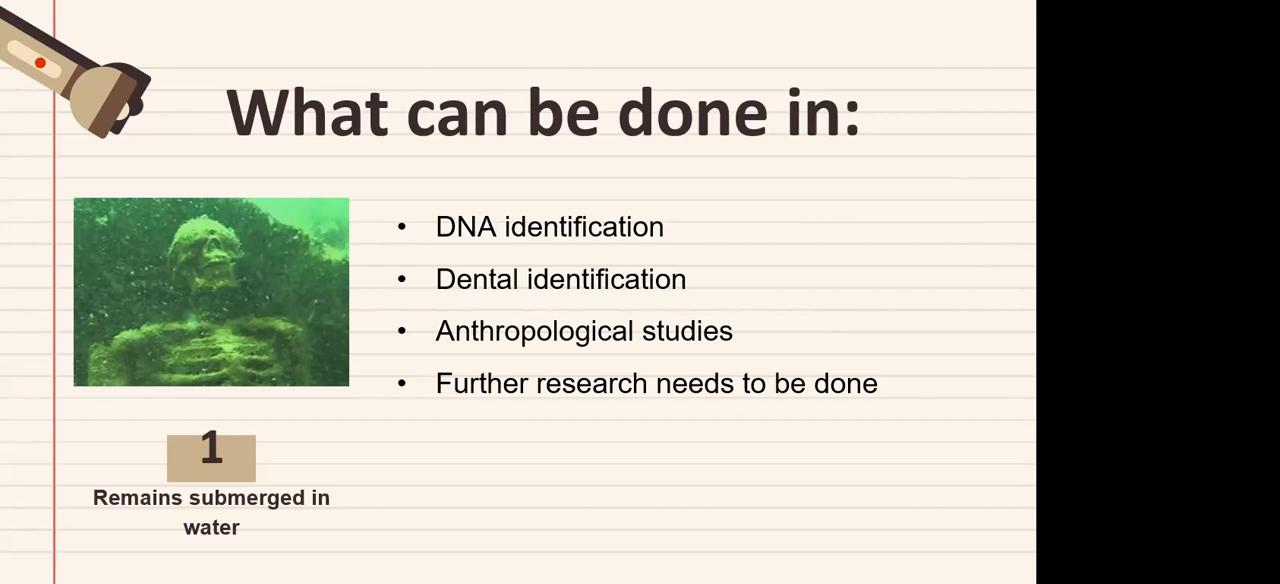 What can be done in:
• DNA identification
• Dental identification
• Anthropological studies
• Further research needs to be done
1
Remains submerged in
water